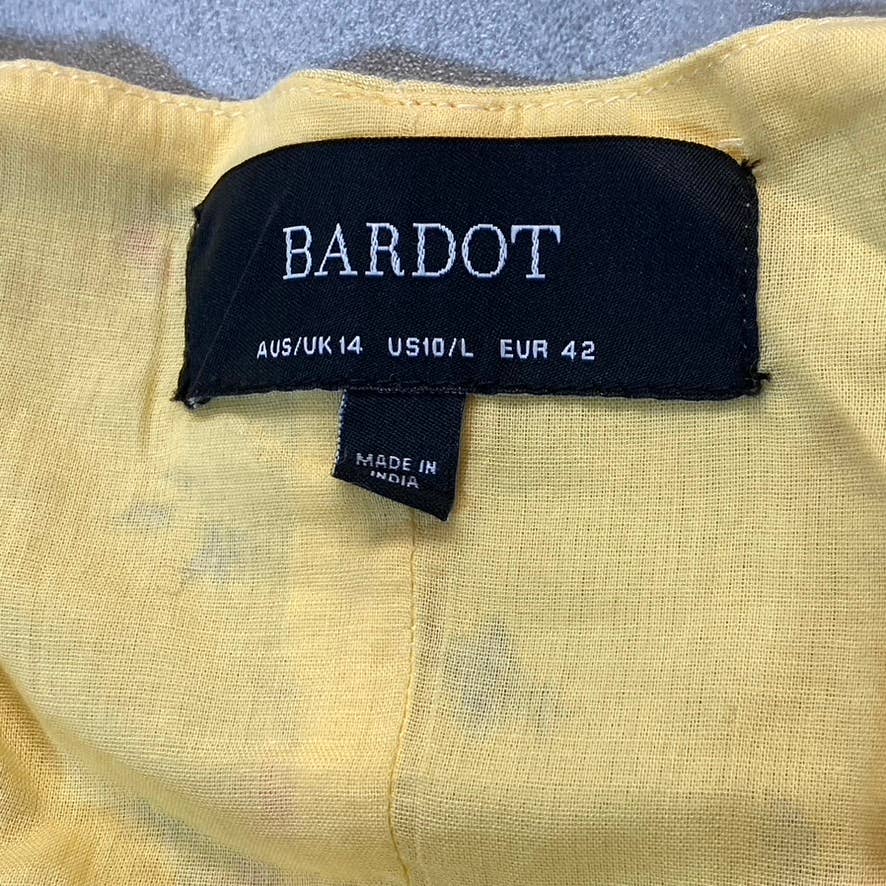 BARDOT
AUS/UK 14 US10/L EUR 42
MADE IN
INDIA